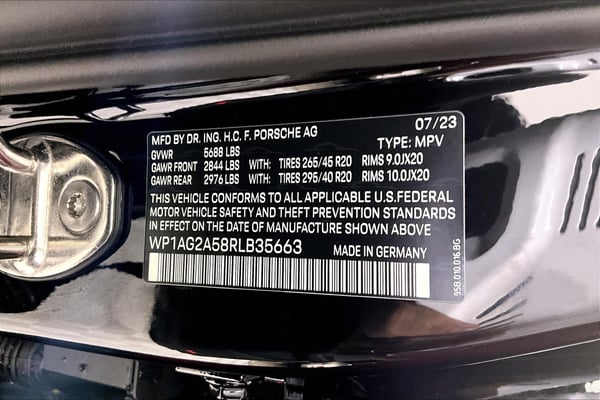 07/23
MFD BY DR. ING. H.C. F. PORSCHE AG TYPE: MPV
GVWR 5688 LBS
GAWR FRONT 2844 LBS WITH: TIRES 265/45 R20 RIMS 9.0JX20
GAWR REAR 2976 LBS WITH: TIRES 295/40 R20 RIMS 10.0JX20
THIS VEHICLE CONFORMS TO ALL APPLICABLE U.S.FEDERAL
MOTOR VEHICLE SAFETY AND THEFT PREVENTION STANDARDS
IN EFFECT ON THE DATE OF MANUFACTURE SHOWN ABOVE
WP1AG2A58RLB35663 MADE IN GERMANY
95B.010.016.BG